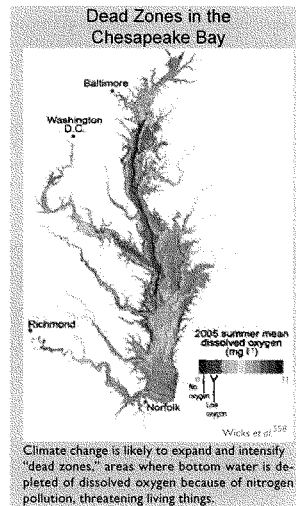 Dead Zones in the
Chesapeake Bay
Baltimore
Washington
D.C.
Richmond
2005 summer mean
dissolved oxygen
(mg l⁻¹)
No
oxygen
Low
oxygen
Norfolk
Wicks et al.558
Climate change is likely to expand and intensify
"dead zones," areas where bottom water is de-
pleted of dissolved oxygen because of nitrogen
pollution, threatening living things.